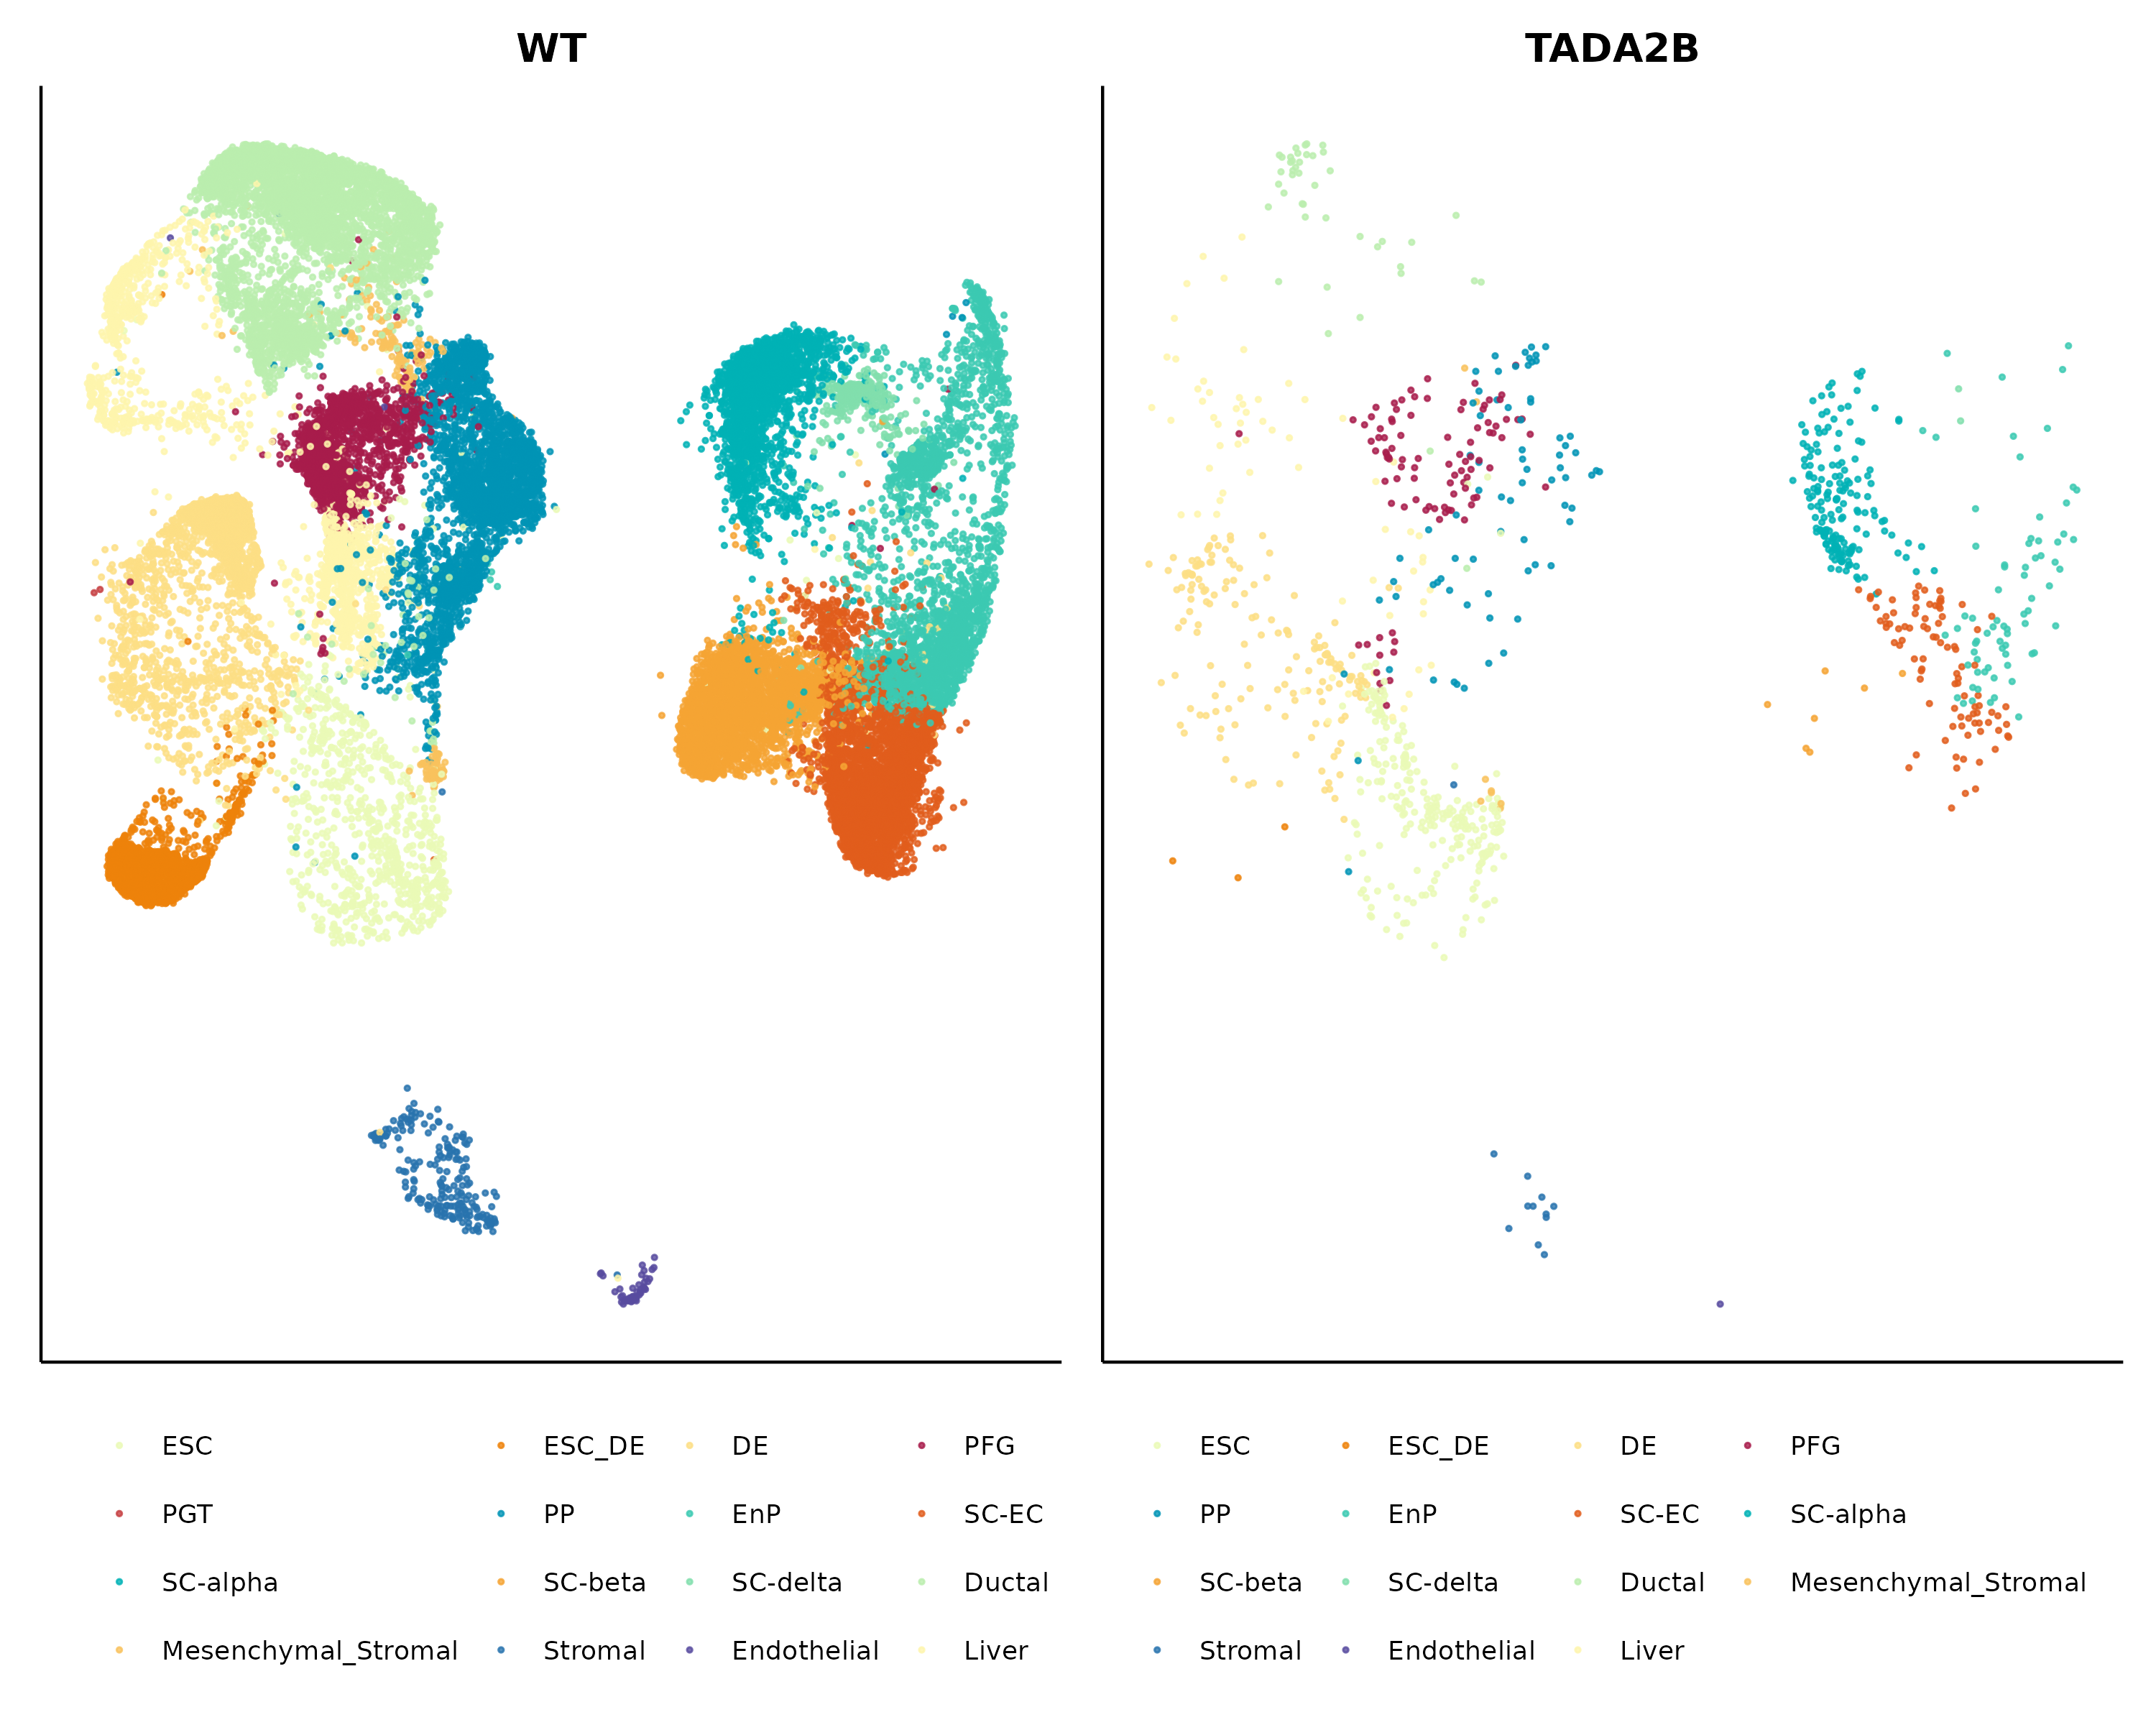 WT
TADA2B
ESC ESC_DE DE PFG ESC ESC_DE DE PFG
PGT PP EnP SC-EC PP EnP SC-EC SC-alpha
SC-alpha SC-beta SC-delta Ductal SC-beta SC-delta Ductal Mesenchymal_Stromal
Mesenchymal_Stromal Stromal Endothelial Liver Stromal Endothelial Liver